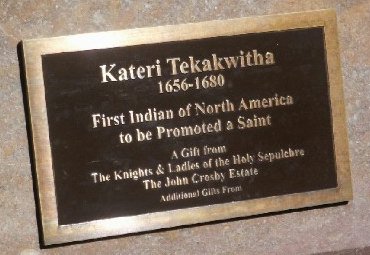 Kateri Tekakwitha
1656-1680
First Indian of North America
to be Promoted a Saint
A Gift from
The Knights & Ladies of the Holy Sepulchre
The John Crosby Estate
Additional Gifts From